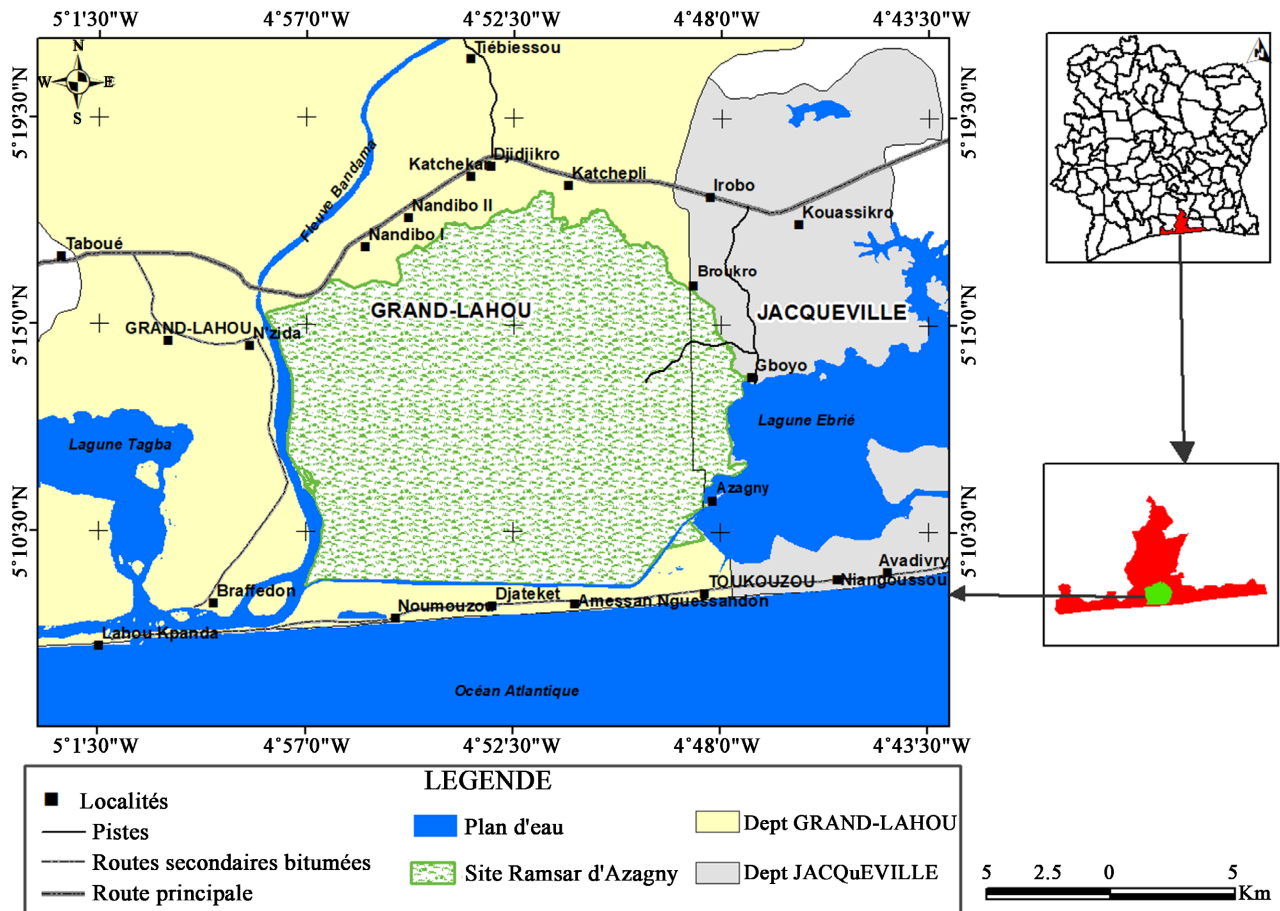 5°1'30"W 4°57'0"W 4°52'30"W 4°48'0"W 4°43'30"W
N
W E
S
5°19'30"N
5°19'30"N
Tiébiessou
Djidjikro
Katchekan
Katchepli
Irobo
Nandibo II
Kouassikro
Nandibo I
Fleuve Bandama
Taboué
Broukro
GRAND-LAHOU
JACQUEVILLE
5°15'0"N
5°15'0"N
GRAND-LAHOU
N'zida
Gboyo
Lagune Ebrié
Lagune Tagba
Azagny
5°10'30"N
5°10'30"N
Avadivry
TOUKOUZOU
Niangoussou
Braffedon
Djateket
Noumouzou
Amessan Nguessandon
Lahou Kpanda
Océan Atlantique
5°1'30"W 4°57'0"W 4°52'30"W 4°48'0"W 4°43'30"W
N
LEGENDE
Localités
Pistes
Routes secondaires bitumées
Route principale
Plan d'eau
Site Ramsar d'Azagny
Dept GRAND-LAHOU
Dept JACQuEVILLE
5 2.5 0 5
Km